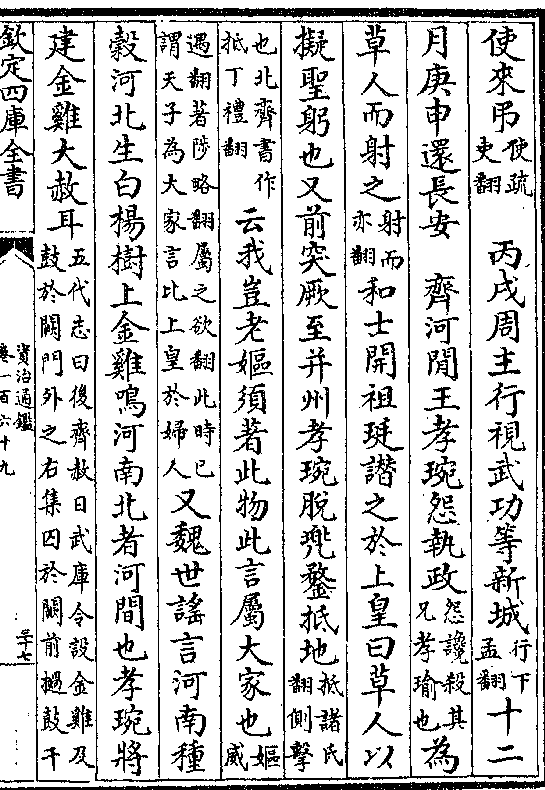 使來弔使疏吏翻　丙戌周主行視武功等新城行下孟翻十二
月庚申還長安　齊河閒王孝琬怨執政怨讒殺其兄孝瑜也為
草人而射之射而亦翻和士開祖珽譖之於上皇曰草人以
擬聖躬也又前突厥至并州孝琬脫兜鍪抵地抵諸氏翻側擊
也北齊書作抵丁禮翻云我豈老嫗須著此物此言屬大家也嫗威
遇翻著陟略翻屬之欲翻此時已謂天子為大家言比上皇於婦人又魏世謠言河南種
穀河北生白楊樹上金雞鳴河南北者河間也孝琬將
建金雞大赦耳五代志曰後齊赦日武庫令設金雞及鼓於闕門外之右集囚於闕前撾鼓千
欽定四庫全書
資治通鑑
卷一百六十九
三十七